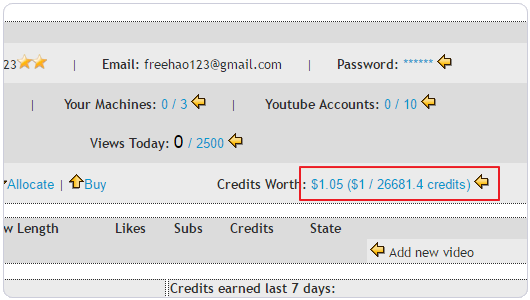 23 | Email: freehao123@gmail.com | Password: ******
| Your Machines: 0 / 3 | Youtube Accounts: 0 / 10
Views Today: 0 / 2500
Allocate | Buy Credits Worth: $1.05 ($1 / 26681.4 credits)
w Length Likes Subs Credits State
Add new video
Credits earned last 7 days: